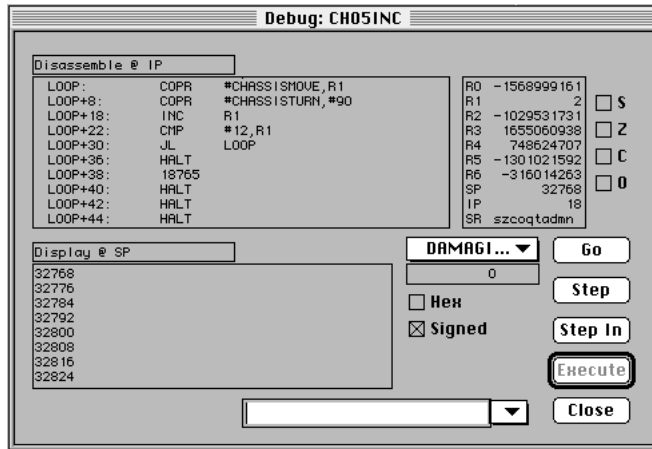 Debug: CH05INC
Disassemble @ IP
LOOP: COPR #CHASSISMOVE,R1
LOOP+8: COPR #CHASSISTURN,#90
LOOP+18: INC R1
LOOP+22: CMP #12,R1
LOOP+30: JL LOOP
LOOP+36: HALT
LOOP+38: 18765
LOOP+40: HALT
LOOP+42: HALT
LOOP+44: HALT
R0 -1568999161
R1 2
R2 -1029531731
R3 1655060938
R4 748624707
R5 -1301021592
R6 -316014263
SP 32768
IP 18
SR szcoqtadmn
S
Z
C
O
Display @ SP
32768
32776
32784
32792
32800
32808
32816
32824
DAMAGI...
0
Hex
Signed
Go
Step
Step In
Execute
Close